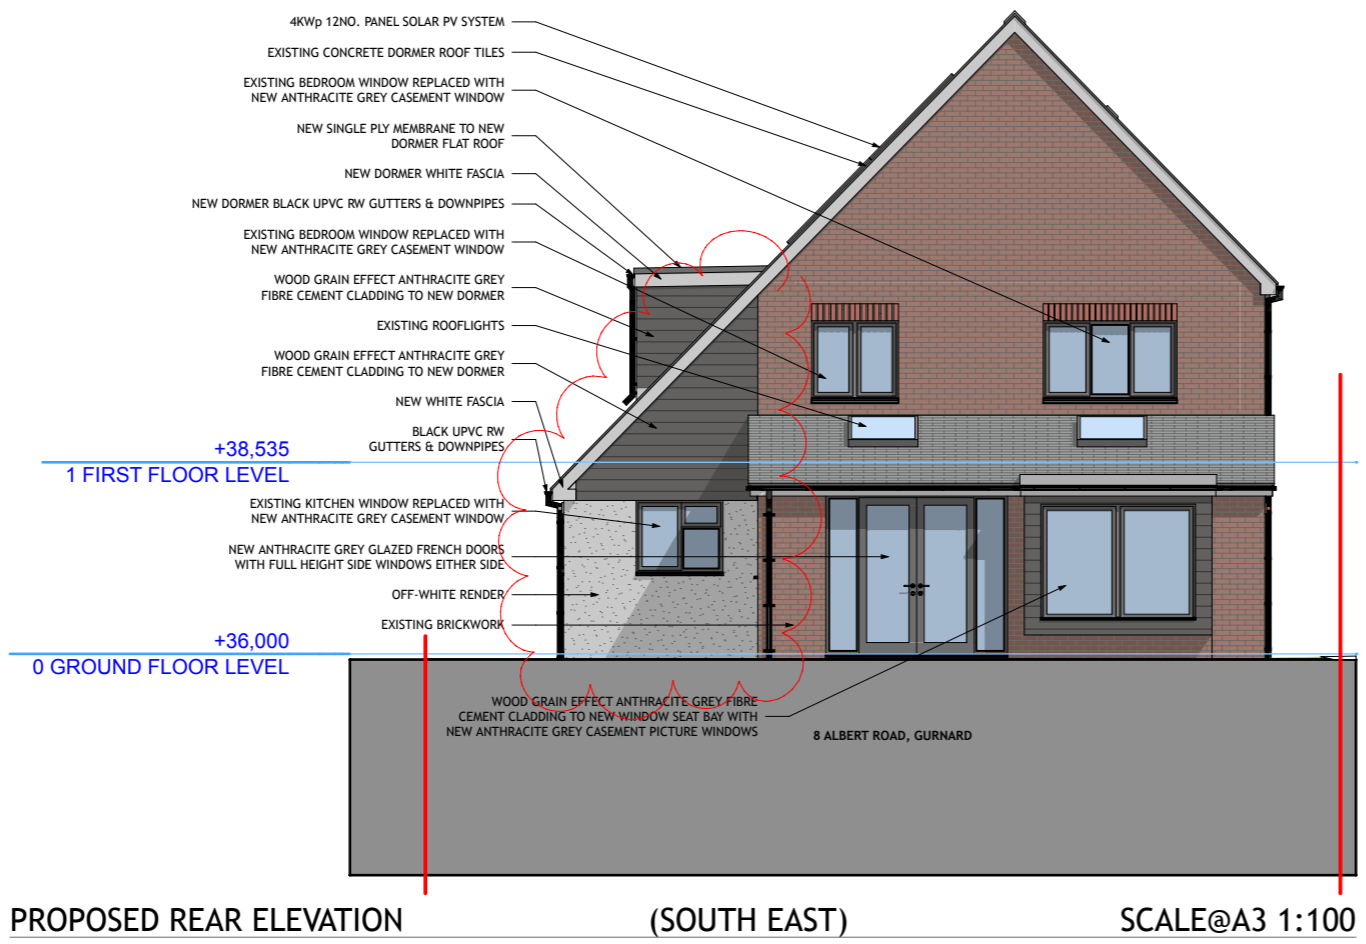 4KWp 12NO. PANEL SOLAR PV SYSTEM
EXISTING CONCRETE DORMER ROOF TILES
EXISTING BEDROOM WINDOW REPLACED WITH
NEW ANTHRACITE GREY CASEMENT WINDOW
NEW SINGLE PLY MEMBRANE TO NEW
DORMER FLAT ROOF
NEW DORMER WHITE FASCIA
NEW DORMER BLACK UPVC RW GUTTERS & DOWNPIPES
EXISTING BEDROOM WINDOW REPLACED WITH
NEW ANTHRACITE GREY CASEMENT WINDOW
WOOD GRAIN EFFECT ANTHRACITE GREY
FIBRE CEMENT CLADDING TO NEW DORMER
EXISTING ROOFLIGHTS
WOOD GRAIN EFFECT ANTHRACITE GREY
FIBRE CEMENT CLADDING TO NEW DORMER
NEW WHITE FASCIA
BLACK UPVC RW
GUTTERS & DOWNPIPES
+38,535
1 FIRST FLOOR LEVEL
EXISTING KITCHEN WINDOW REPLACED WITH
NEW ANTHRACITE GREY CASEMENT WINDOW
NEW ANTHRACITE GREY GLAZED FRENCH DOORS
WITH FULL HEIGHT SIDE WINDOWS EITHER SIDE
OFF-WHITE RENDER
EXISTING BRICKWORK
+36,000
0 GROUND FLOOR LEVEL
WOOD GRAIN EFFECT ANTHRACITE GREY FIBRE
CEMENT CLADDING TO NEW WINDOW SEAT BAY WITH
NEW ANTHRACITE GREY CASEMENT PICTURE WINDOWS
8 ALBERT ROAD, GURNARD
PROPOSED REAR ELEVATION (SOUTH EAST) SCALE@A3 1:100